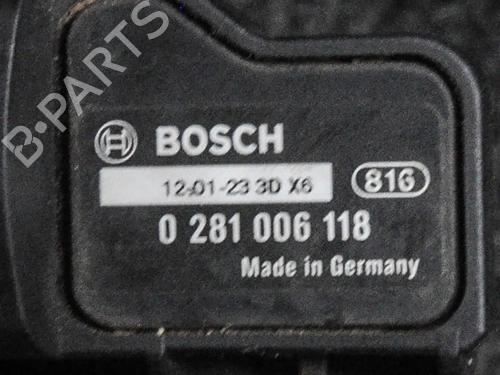 B-PARTS
BOSCH
12-01-23 3D X6
816
0 281 006 118
Made in Germany